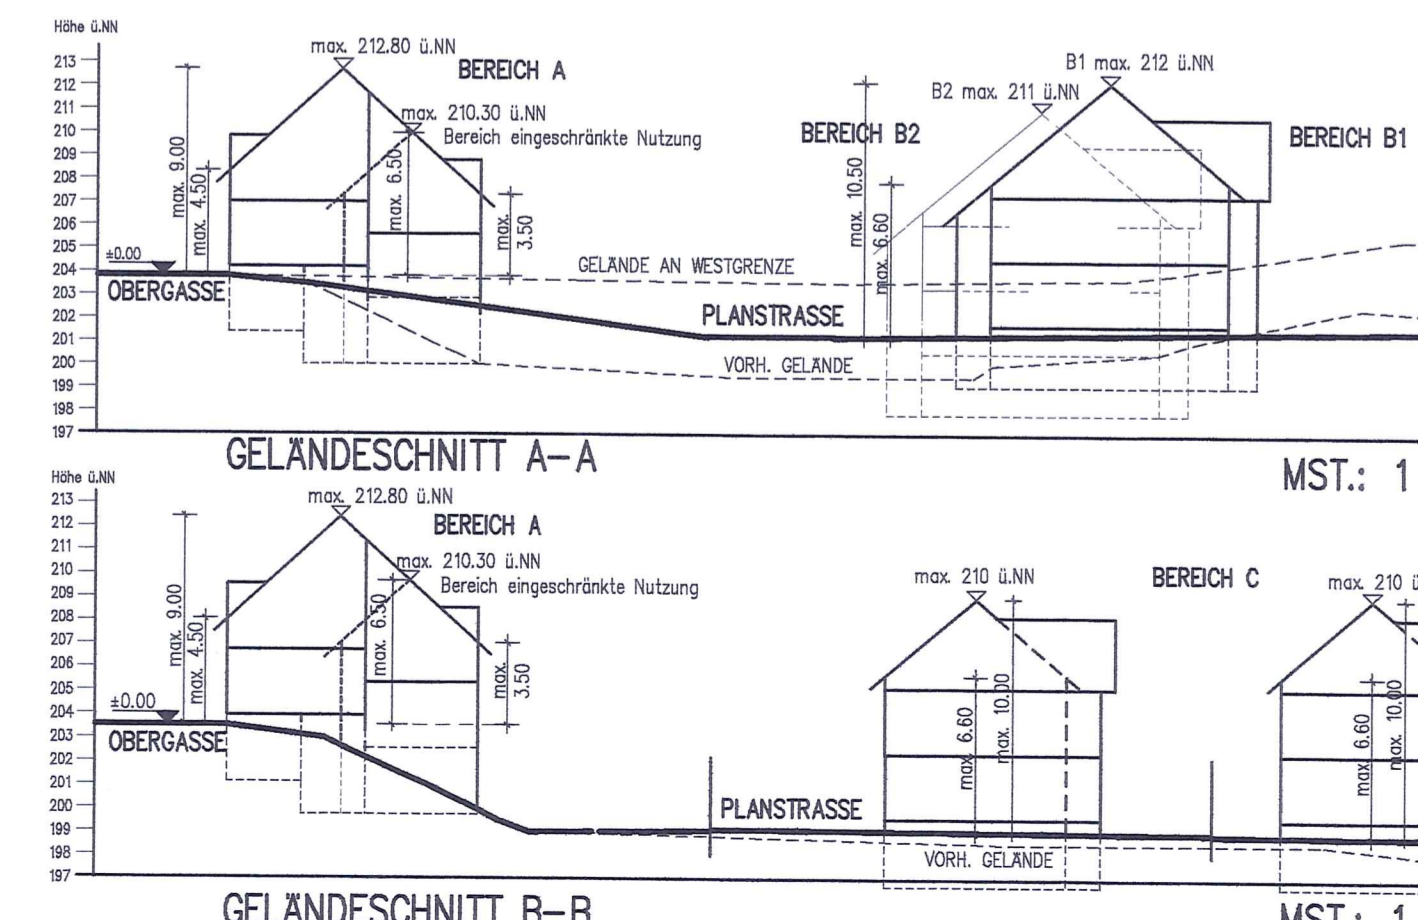 Höhe ü.NN
213
212
211
210
209
208
207
206
205
204
203
202
201
200
199
198
197
max. 212.80 ü.NN
BEREICH A
max. 210.30 ü.NN
Bereich eingeschränkte Nutzung
max. 9.00
max. 4.50
max. 6.50
max. 3.50
±0.00
OBERGASSE
GELÄNDE AN WESTGRENZE
PLANSTRASSE
VORH. GELÄNDE
B1 max. 212 ü.NN
B2 max. 211 ü.NN
BEREICH B2
BEREICH B1
max. 10.50
max. 6.60
GELÄNDESCHNITT A-A
MST.: 1
Höhe ü.NN
213
212
211
210
209
208
207
206
205
204
203
202
201
200
199
198
197
max. 212.80 ü.NN
BEREICH A
max. 210.30 ü.NN
Bereich eingeschränkte Nutzung
max. 9.00
max. 4.50
max. 6.50
max. 3.50
±0.00
OBERGASSE
PLANSTRASSE
VORH. GELÄNDE
max. 210 ü.NN
BEREICH C
max. 210 ü
max. 6.60
max. 10.00
max. 6.60
max. 10.00
GELÄNDESCHNITT B-B
MST.: 1